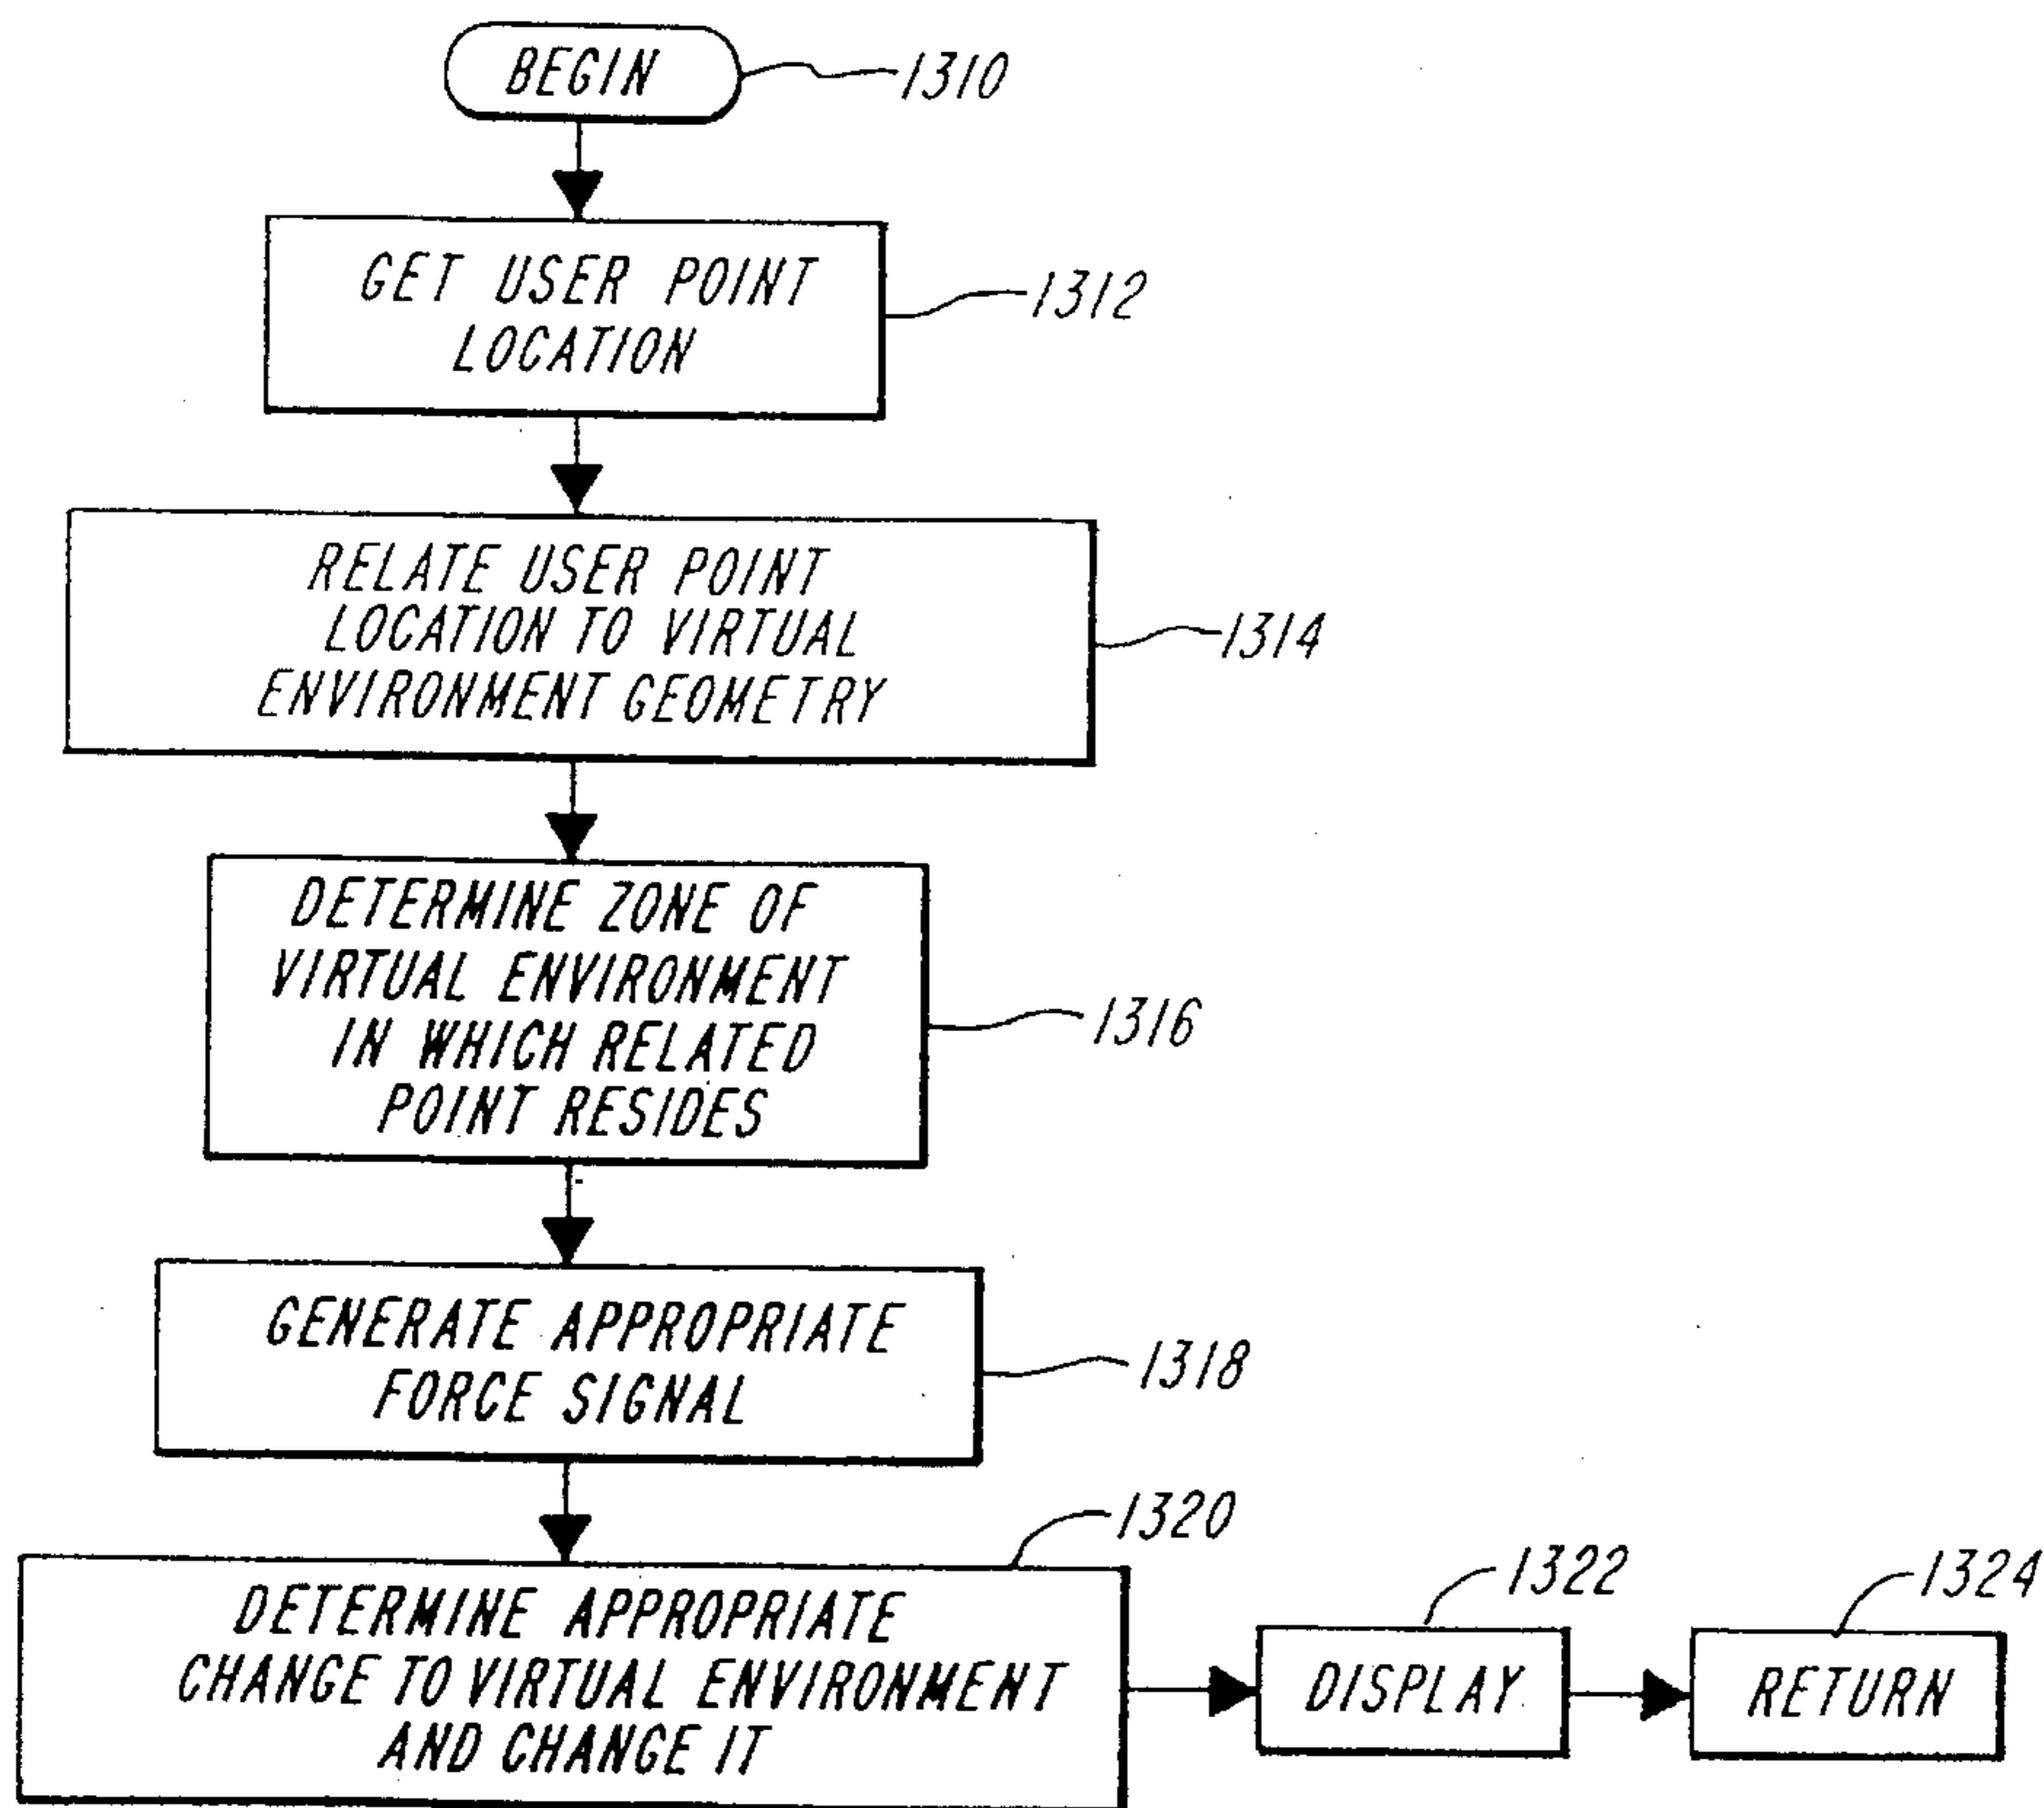 BEGIN
1310
GET USER POINT
LOCATION
1312
RELATE USER POINT
LOCATION TO VIRTUAL
ENVIRONMENT GEOMETRY
1314
DETERMINE ZONE OF
VIRTUAL ENVIRONMENT
IN WHICH RELATED
POINT RESIDES
1316
GENERATE APPROPRIATE
FORCE SIGNAL
1318
1320
DETERMINE APPROPRIATE
CHANGE TO VIRTUAL ENVIRONMENT
AND CHANGE IT
1322
DISPLAY
1324
RETURN